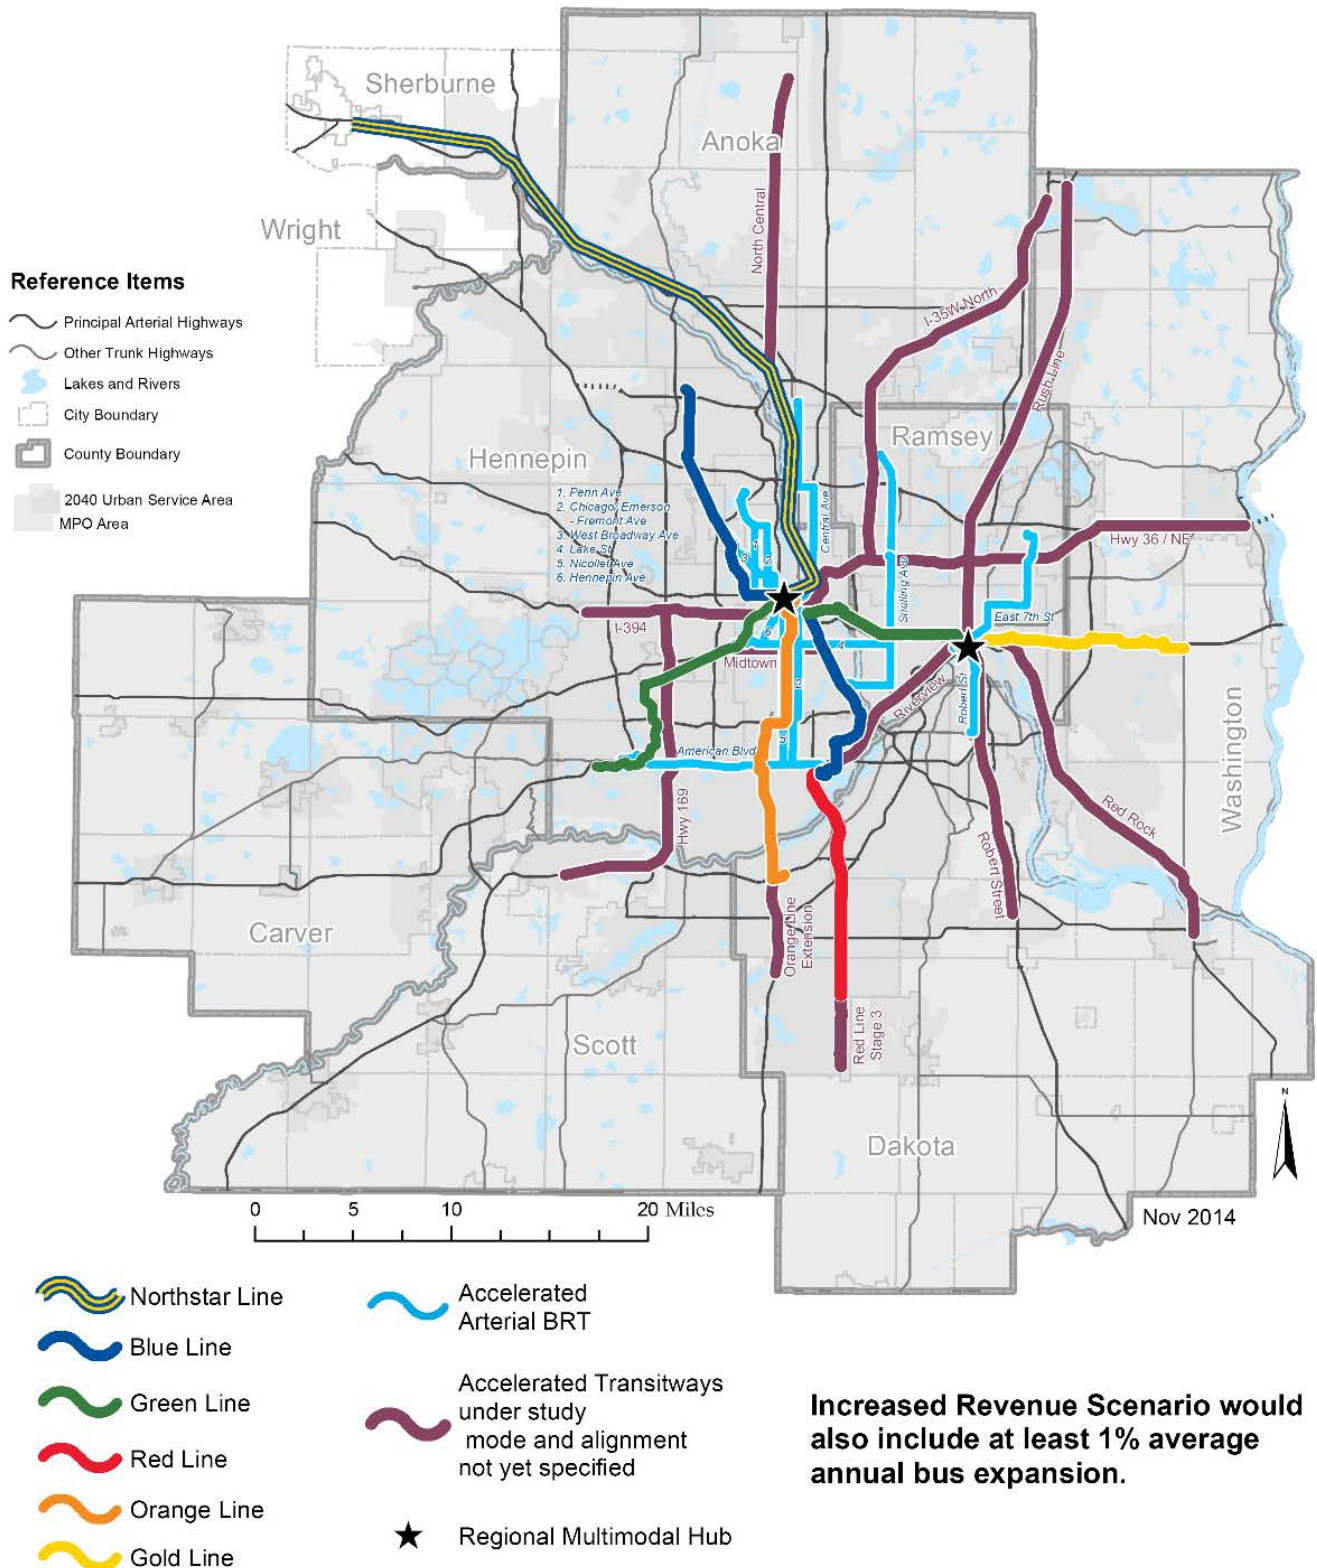 Sherburne
Anoka
Wright
North Central
Reference Items
Principal Arterial Highways
Other Trunk Highways
Lakes and Rivers
City Boundary
County Boundary
2040 Urban Service Area
MPO Area
I-35W North
Rush Line
Ramsey
Hennepin
1. Penn Ave
2. Chicago/ Emerson
- Fremont Ave
3. West Broadway Ave
4. Lake St
5. Nicollet Ave
6. Hennepin Ave
Central Ave
Hwy 36 / NE
Snelling Ave
3
2
I-394
6
4
East 7th St
Midtown
2
Riverview
Robert St
5
American Blvd
Washington
Hwy 169
Red Rock
Robert Street
Carver
Orange Line
Extension
Red Line
Stage 3
Scott
Dakota
N
0 5 10 20 Miles
Nov 2014
Northstar Line
Blue Line
Green Line
Red Line
Orange Line
Gold Line
Accelerated
Arterial BRT
Accelerated Transitways
under study
mode and alignment
not yet specified
Regional Multimodal Hub
Increased Revenue Scenario would
also include at least 1% average
annual bus expansion.